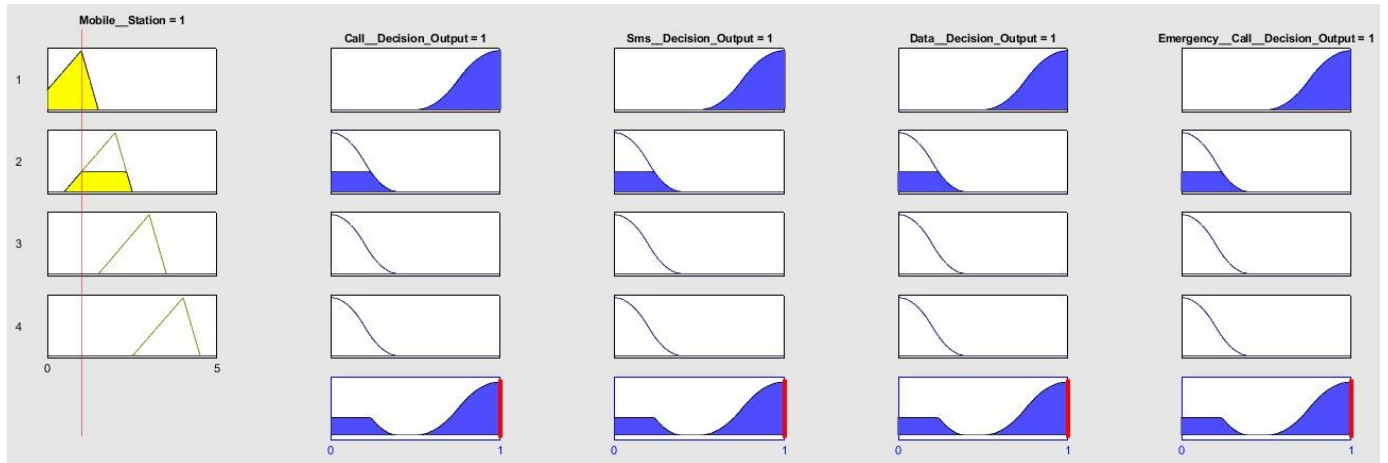 Mobile__Station = 1
Call__Decision_Output = 1
Sms__Decision_Output = 1
Data__Decision_Output = 1
Emergency__Call__Decision_Output = 1
1
2
3
4
0 5
0 1 0 1 0 1 0 1